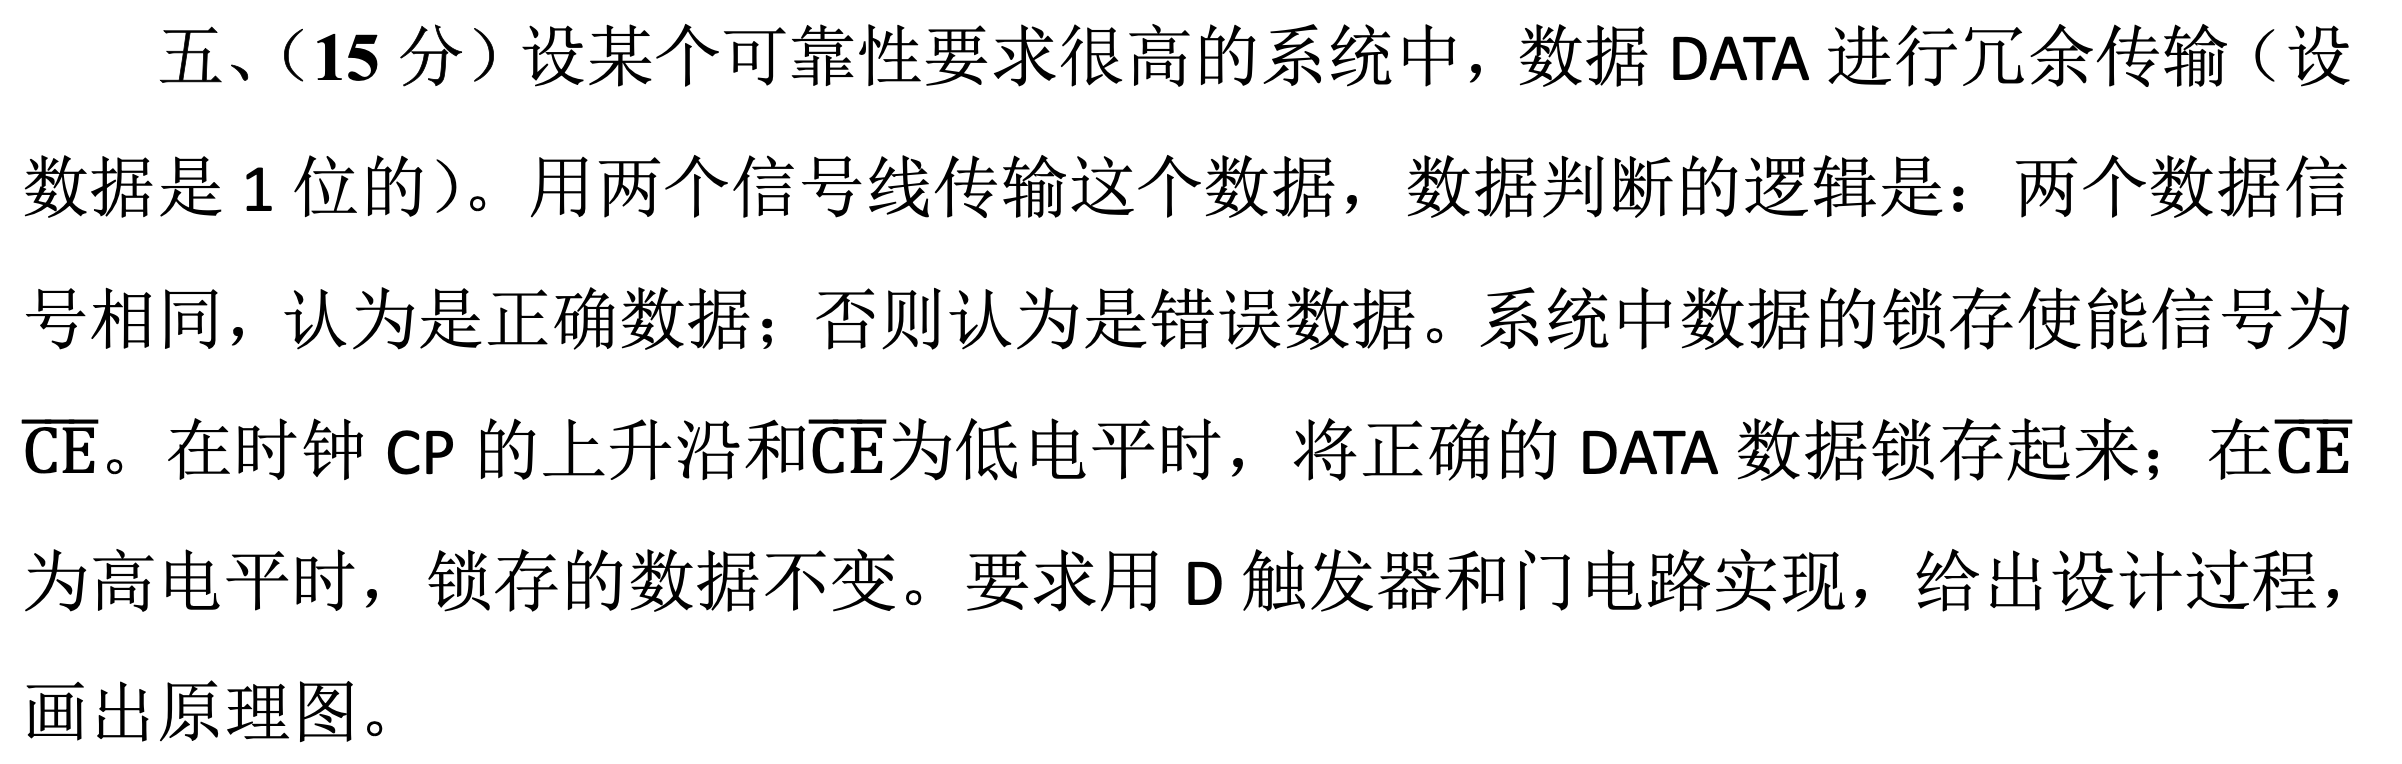 五、（15 分）设某个可靠性要求很高的系统中，数据 DATA 进行冗余传输（设
数据是 1 位的）。用两个信号线传输这个数据，数据判断的逻辑是：两个数据信
号相同，认为是正确数据；否则认为是错误数据。系统中数据的锁存使能信号为
C̅E̅。在时钟 CP 的上升沿和C̅E̅为低电平时，将正确的 DATA 数据锁存起来；在C̅E̅
为高电平时，锁存的数据不变。要求用 D 触发器和门电路实现，给出设计过程，
画出原理图。